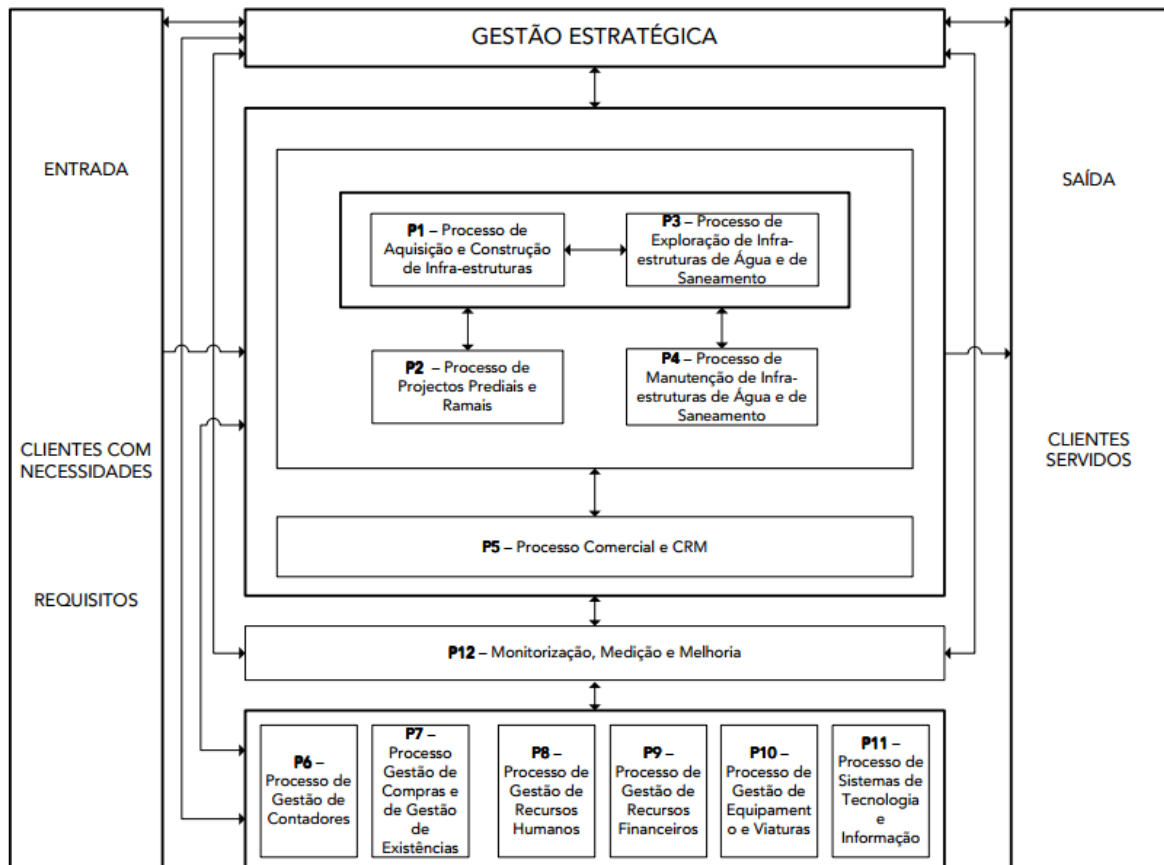 GESTÃO ESTRATÉGICA
ENTRADA
CLIENTES COM
NECESSIDADES
REQUISITOS
P1 – Processo de
Aquisição e Construção
de Infra-estruturas
P3 – Processo de
Exploração de Infra-
estruturas de Água e de
Saneamento
P2 – Processo de
Projectos Prediais e
Ramais
P4 – Processo de
Manutenção de Infra-
estruturas de Água e de
Saneamento
P5 – Processo Comercial e CRM
P12 – Monitorização, Medição e Melhoria
P6 –
Processo de
Gestão de
Contadores
P7 –
Processo
Gestão de
Compras e
de Gestão
de
Existências
P8 –
Processo de
Gestão de
Recursos
Humanos
P9 –
Processo de
Gestão de
Recursos
Financeiros
P10 –
Processo de
Gestão de
Equipament
o e Viaturas
P11 –
Processo de
Sistemas de
Tecnologia
e
Informação
SAÍDA
CLIENTES
SERVIDOS